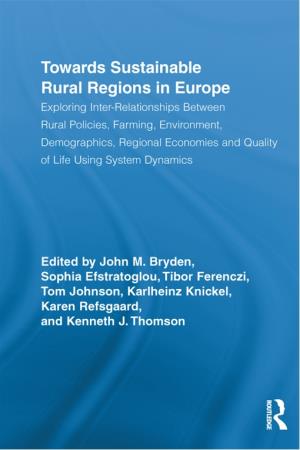 Towards Sustainable
Rural Regions in Europe
Exploring Inter-Relationships Between
Rural Policies, Farming, Environment,
Demographics, Regional Economies and Quality
of Life Using System Dynamics
Edited by John M. Bryden,
Sophia Efstratoglou, Tibor Ferenczi,
Tom Johnson, Karlheinz Knickel,
Karen Refsgaard,
and Kenneth J. Thomson
ROUTLEDGE